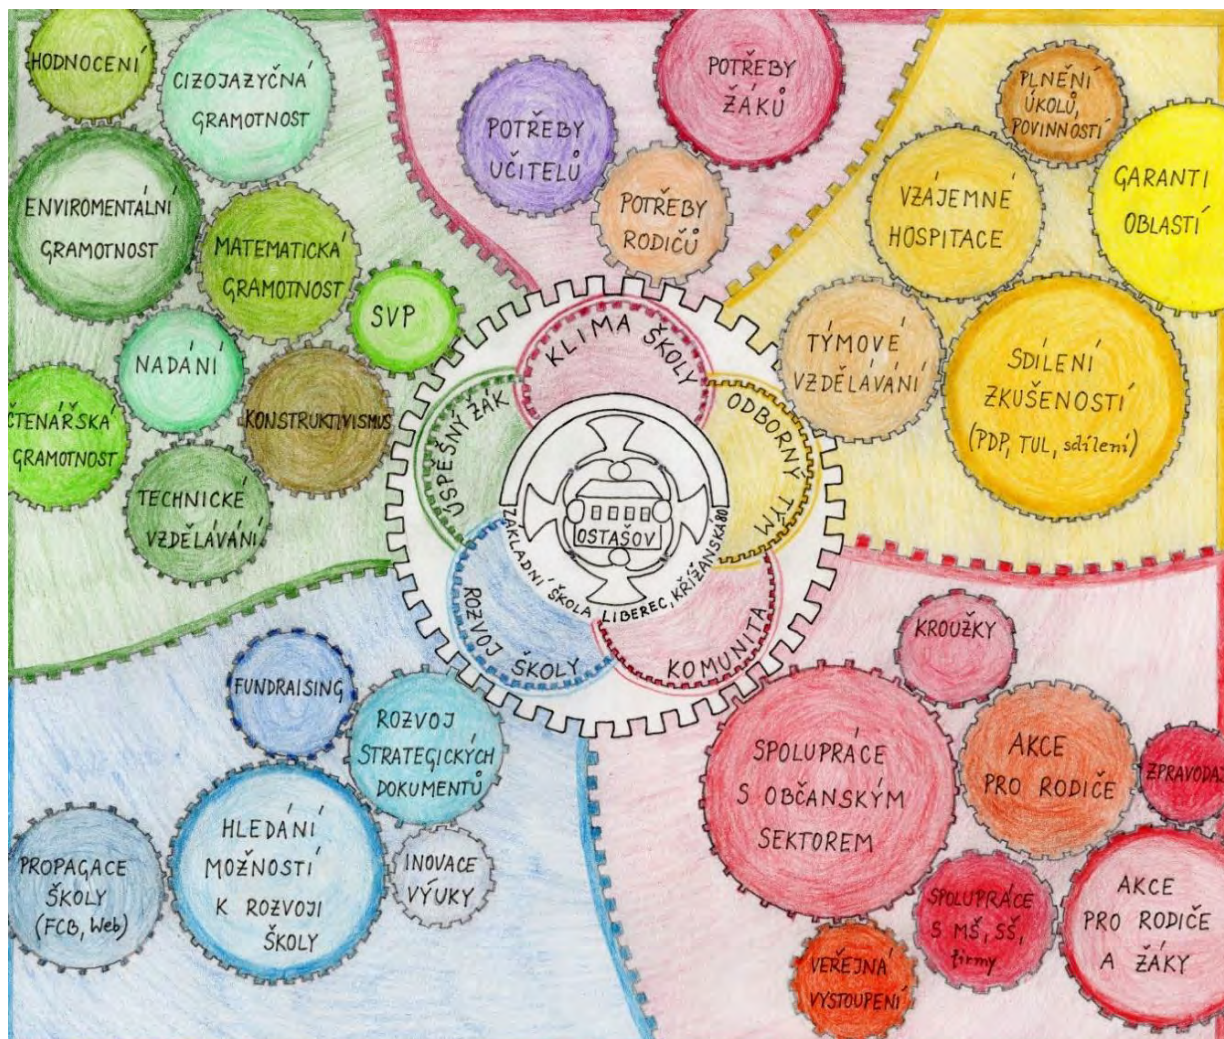 HODNOCENÍ
CIZOJAZYČNÁ
GRAMOTNOST
ENVIROMENTÁLNÍ
GRAMOTNOST
MATEMATICKÁ
GRAMOTNOST
SVP
NADÁNÍ
KONSTRUKTIVISMUS
ČTENÁŘSKÁ
GRAMOTNOST
TECHNICKÉ
VZDĚLÁVÁNÍ
POTŘEBY
UČITELŮ
POTŘEBY
ŽÁKŮ
POTŘEBY
RODIČŮ
PLNĚNÍ
ÚKOLŮ,
POVINNOSTÍ
VZÁJEMNÉ
HOSPITACE
GARANTI
OBLASTÍ
TÝMOVÉ
VZDĚLÁVÁNÍ
SDÍLENÍ
ZKUŠENOSTÍ
(PDP, TUL, sdílení)
KLIMA ŠKOLY
ODBORNÝ TÝM
KOMUNITA
ROZVOJ ŠKOLY
ÚSPĚŠNÝ ŽÁK
OSTAŠOV
ZÁKLADNÍ ŠKOLA LIBEREC, KŘÍŽANSKÁ 80
FUNDRAISING
ROZVOJ
STRATEGICKÝCH
DOKUMENTŮ
HLEDÁNÍ
MOŽNOSTÍ
K ROZVOJI
ŠKOLY
PROPAGACE
ŠKOLY
(FCB, Web)
INOVACE
VÝUKY
KROUŽKY
SPOLUPRÁCE
S OBČANSKÝM
SEKTOREM
AKCE
PRO RODIČE
ZPRAVODAJ
SPOLUPRÁCE
S MŠ, SŠ,
firmy
AKCE
PRO RODIČE
A ŽÁKY
VEŘEJNÁ
VYSTOUPENÍ